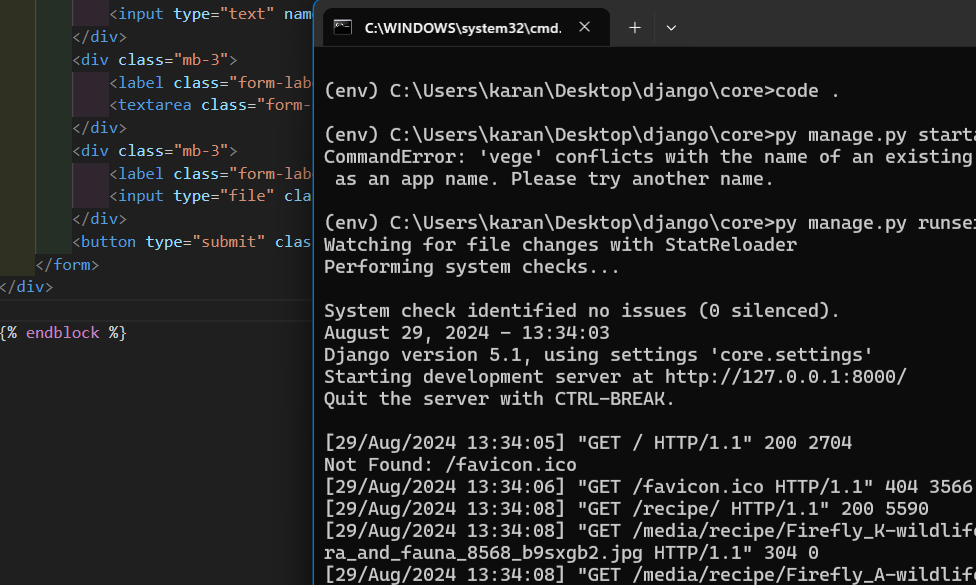 <input type="text" nam
</div>
<div class="mb-3">
<label class="form-lab
<textarea class="form-
</div>
<div class="mb-3">
<label class="form-lab
<input type="file" cla
</div>
<button type="submit" clas
</form>
</div>
{% endblock %}
C:\WINDOWS\system32\cmd.
(env) C:\Users\karan\Desktop\django\core>code .
(env) C:\Users\karan\Desktop\django\core>py manage.py starta
CommandError: 'vege' conflicts with the name of an existing
as an app name. Please try another name.
(env) C:\Users\karan\Desktop\django\core>py manage.py runse
Watching for file changes with StatReloader
Performing system checks...
System check identified no issues (0 silenced).
August 29, 2024 - 13:34:03
Django version 5.1, using settings 'core.settings'
Starting development server at http://127.0.0.1:8000/
Quit the server with CTRL-BREAK.
[29/Aug/2024 13:34:05] "GET / HTTP/1.1" 200 2704
Not Found: /favicon.ico
[29/Aug/2024 13:34:06] "GET /favicon.ico HTTP/1.1" 404 3566
[29/Aug/2024 13:34:08] "GET /recipe/ HTTP/1.1" 200 5590
[29/Aug/2024 13:34:08] "GET /media/recipe/Firefly_K-wildlife
ra_and_fauna_8568_b9sxgb2.jpg HTTP/1.1" 304 0
[29/Aug/2024 13:34:08] "GET /media/recipe/Firefly_A-wildlife